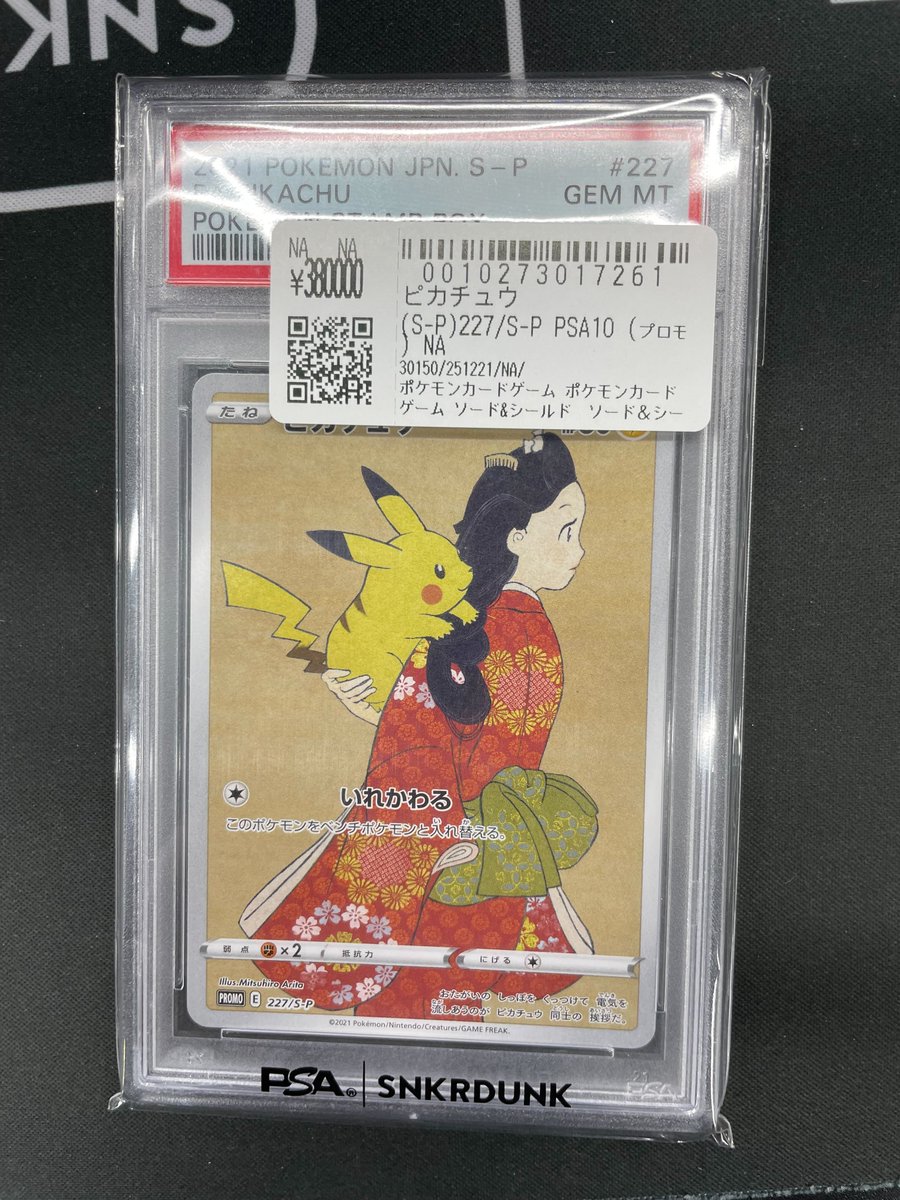 SNK
2021 POKEMON JPN. S-P #227
GEM MT
NA NA
¥380000
0010273017261
ピカチュウ
(S-P)227/S-P PSA10 (プロモ
) NA
30150/251221/NA/
ポケモンカードゲーム ポケモンカード
ゲーム ソード&シールド ソード&シー
たね
いれかわる
このポケモンをベンチポケモンと入れ替える。
弱点 ×2 抵抗力 にげる
Illus.Mitsuhiro Arita
PROMO E 227/S-P
おたがいの しっぽを くっつけて 電気を
流しあうのが ピカチュウ 同士の 挨拶だ。
©2021 Pokémon/Nintendo/Creatures/GAME FREAK.
PSA® | SNKRDUNK
PSA